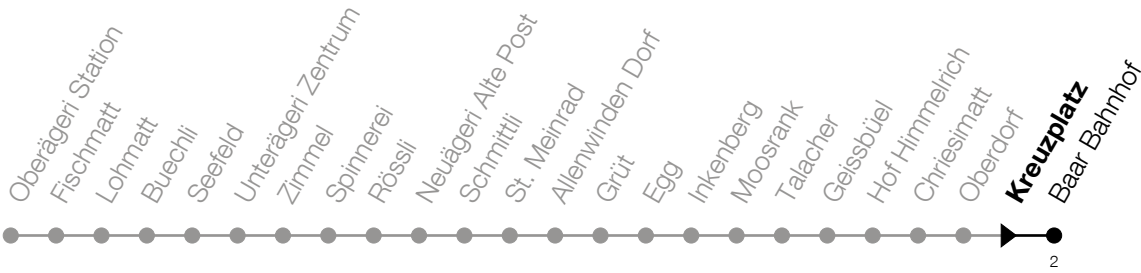 Oberägeri Station
Fischmatt
Lohmatt
Buechli
Seefeld
Unterägeri Zentrum
Zimmel
Spinnerei
Rössli
Neuägeri Alte Post
Schmittli
St. Meinrad
Allenwinden Dorf
Grüt
Egg
Inkenberg
Moosrank
Talacher
Geissbüel
Hof Himmelrich
Chriesimatt
Oberdorf
Kreuzplatz
Baar Bahnhof
2